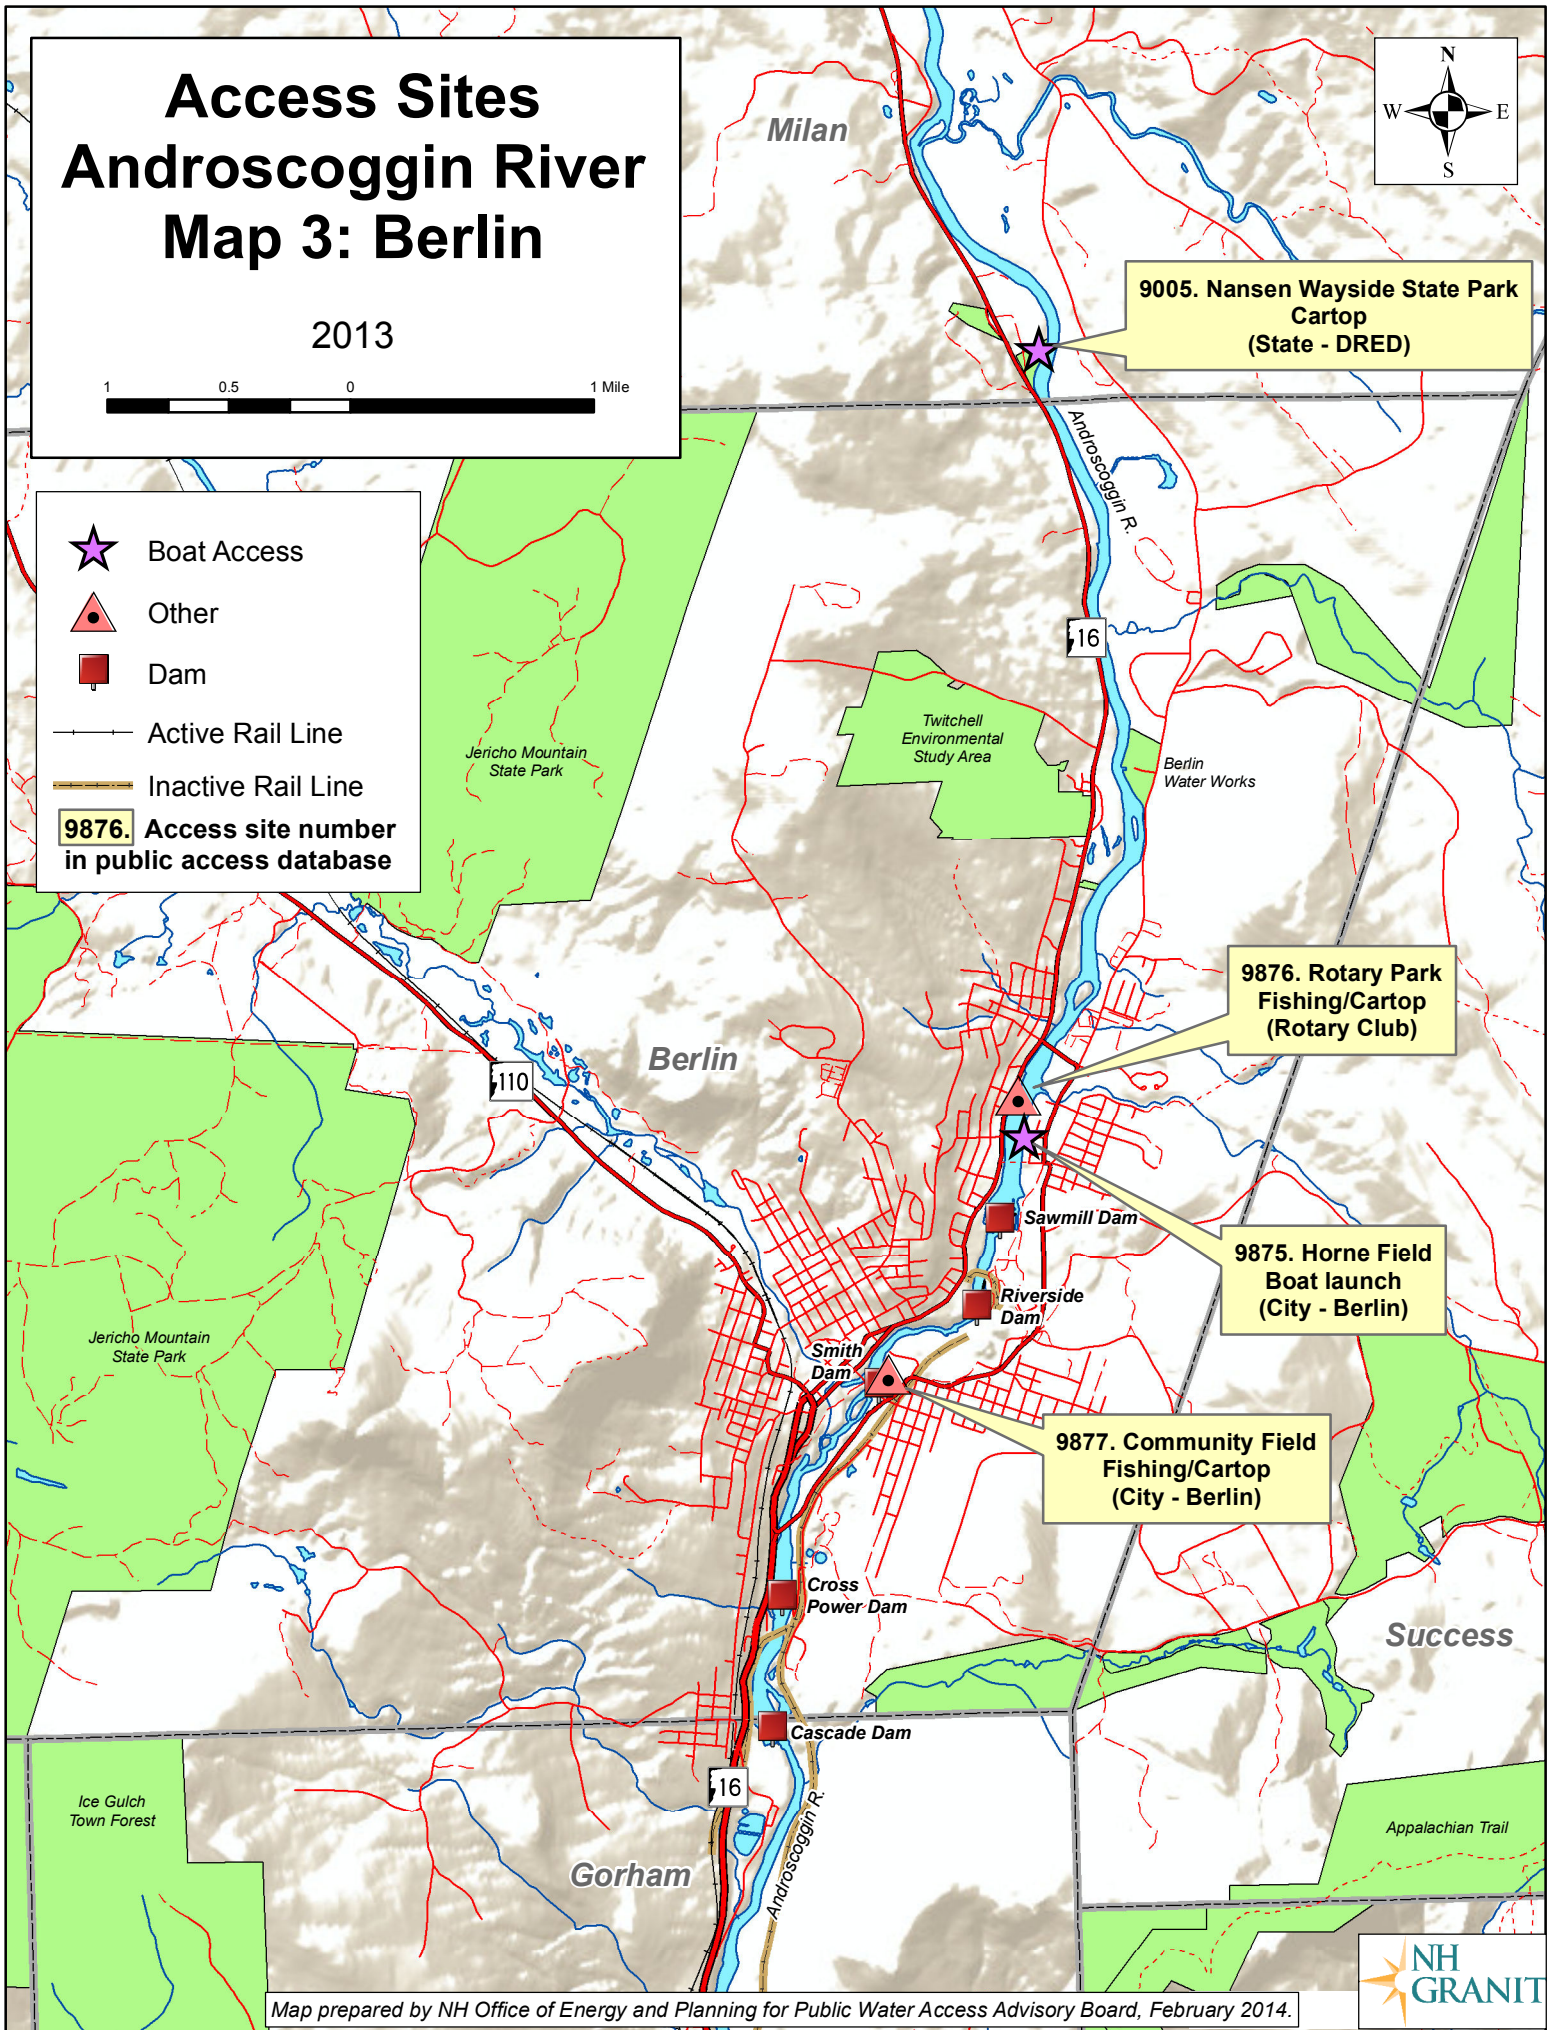 Access Sites
Androscoggin River
Map 3: Berlin
2013
1 0.5 0 1 Mile
N
W E
S
Milan
9005. Nansen Wayside State Park
Cartop
(State - DRED)
Androscoggin R.
Boat Access
Other
Dam
Active Rail Line
Inactive Rail Line
9876. Access site number
in public access database
16
Jericho Mountain
State Park
Twitchell
Environmental
Study Area
Berlin
Water Works
9876. Rotary Park
Fishing/Cartop
(Rotary Club)
Berlin
110
Sawmill Dam
9875. Horne Field
Boat launch
(City - Berlin)
Riverside
Dam
Jericho Mountain
State Park
Smith
Dam
9877. Community Field
Fishing/Cartop
(City - Berlin)
Cross
Power Dam
Success
Cascade Dam
16
Ice Gulch
Town Forest
Androscoggin R.
Appalachian Trail
Gorham
NH
GRANIT
Map prepared by NH Office of Energy and Planning for Public Water Access Advisory Board, February 2014.